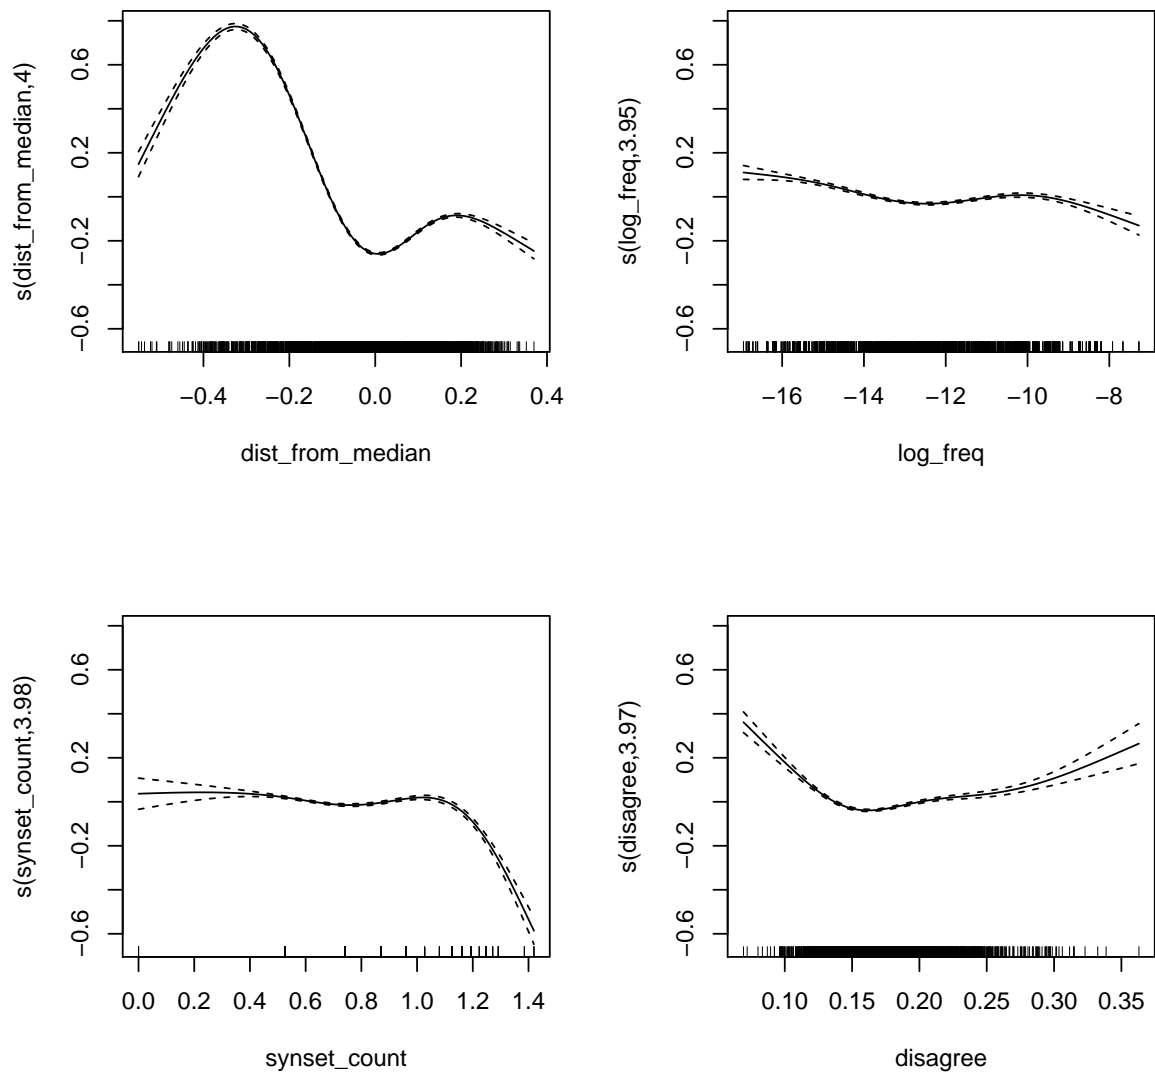 s(dist_from_median,4)
0.6
0.2
−0.2
−0.6
−0.4 −0.2 0.0 0.2 0.4
dist_from_median
s(log_freq,3.95)
0.6
0.2
−0.2
−0.6
−16 −14 −12 −10 −8
log_freq
s(synset_count,3.98)
0.6
0.2
−0.2
−0.6
0.0 0.2 0.4 0.6 0.8 1.0 1.2 1.4
synset_count
s(disagree,3.97)
0.6
0.2
−0.2
−0.6
0.10 0.15 0.20 0.25 0.30 0.35
disagree